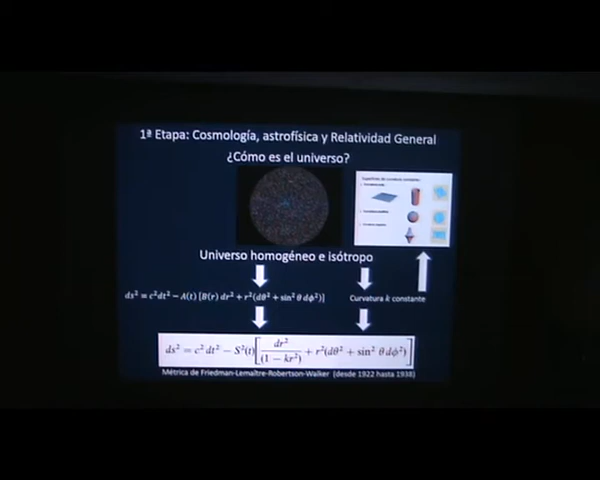 1ª Etapa: Cosmología, astrofísica y Relatividad General
¿Cómo es el universo?
Universo homogéneo e isótropo
ds² = c²dt² − A(t) [B(r) dr² + r²(dθ² + sin² θ dϕ²)]
Curvatura k constante
ds² = c² dt² − S²(t)[dr²/(1 − kr²) + r²(dθ² + sin² θ dϕ²)]
Métrica de Friedman-Lemaître-Robertson-Walker (desde 1922 hasta 1938)